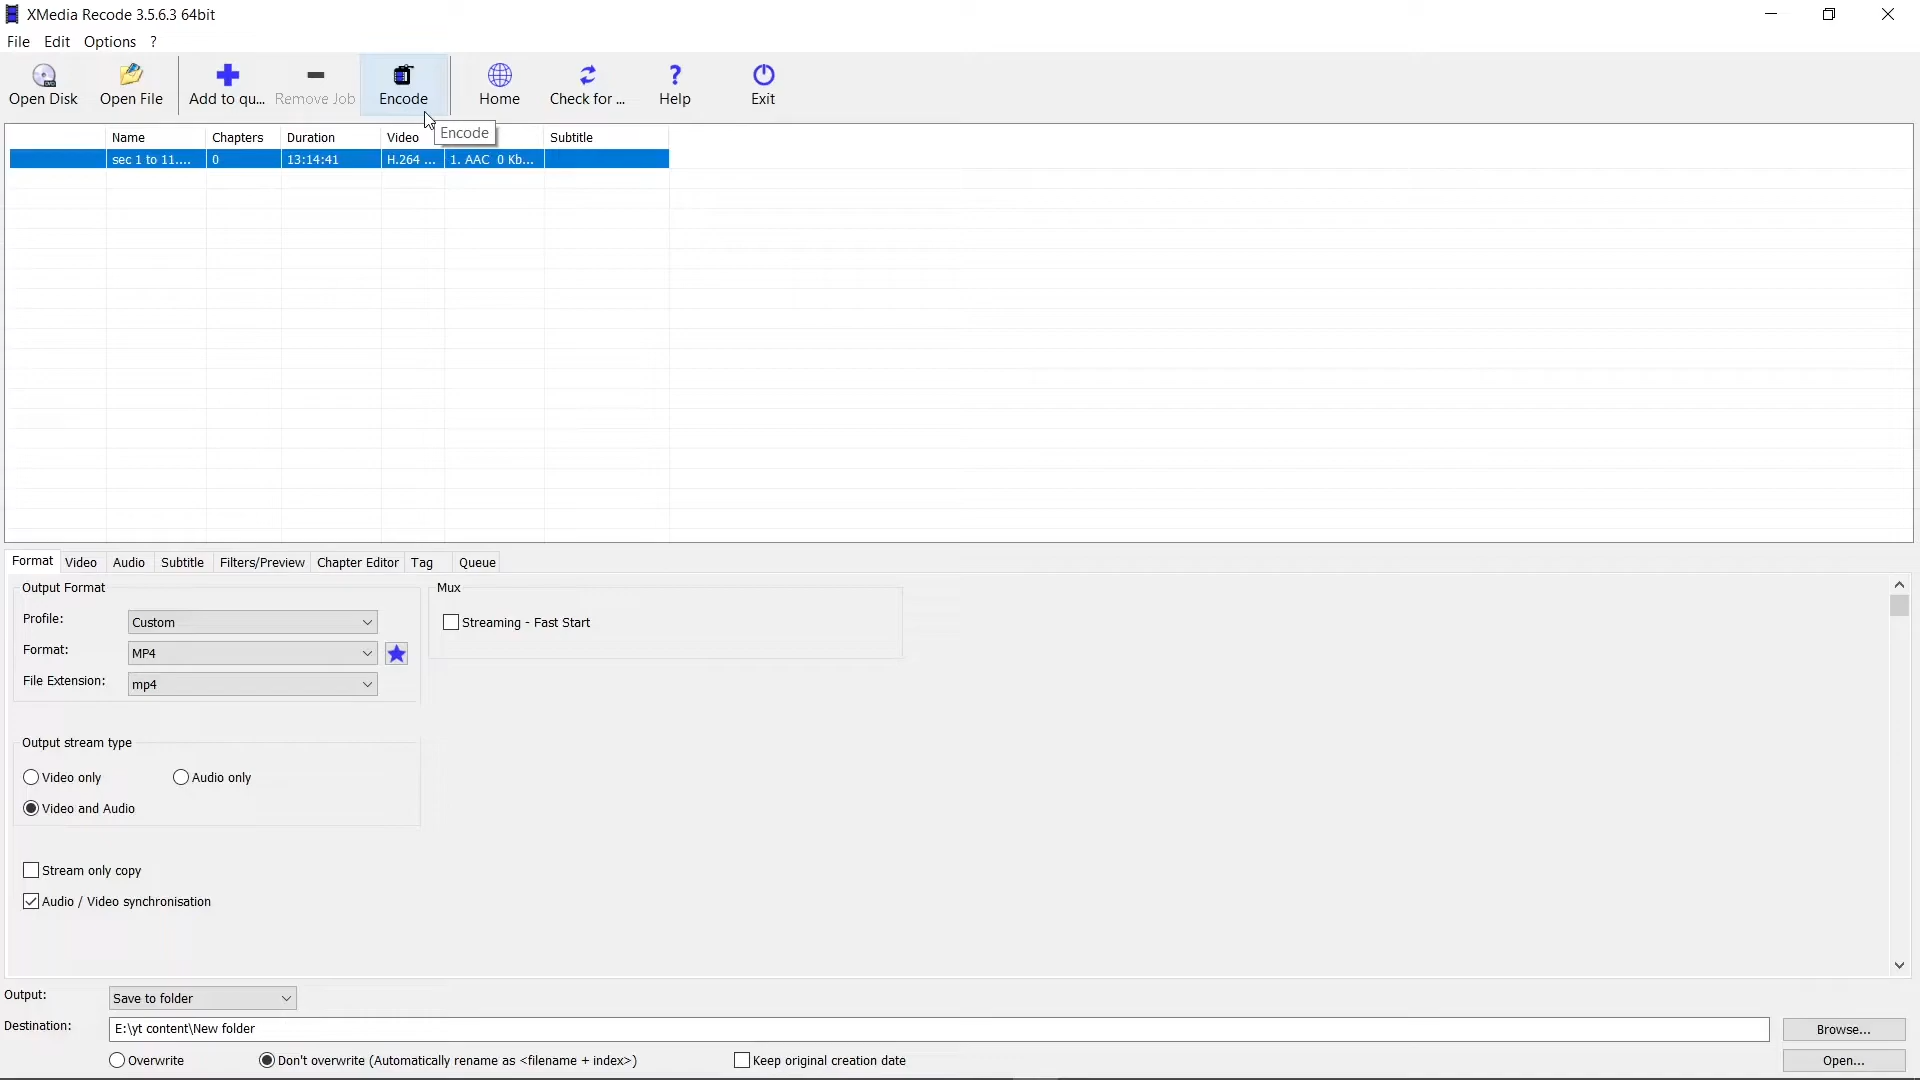 XMedia Recode 3.5.6.3 64bit
File Edit Options ?
Open Disk Open File Add to qu... Remove Job Encode Home Check for ... Help Exit
Encode
Name Chapters Duration Video Subtitle
sec 1 to 11.... 0 13:14:41 H.264 ... 1. AAC 0 Kb...
Format Video Audio Subtitle Filters/Preview Chapter Editor Tag Queue
Output Format
Mux
Profile: Custom
Streaming - Fast Start
Format: MP4
File Extension: mp4
Output stream type
Video only Audio only
Video and Audio
Stream only copy
Audio / Video synchronisation
Output: Save to folder
Destination: E:\yt content\New folder Browse...
Overwrite Don't overwrite (Automatically rename as <filename + index>) Keep original creation date Open...